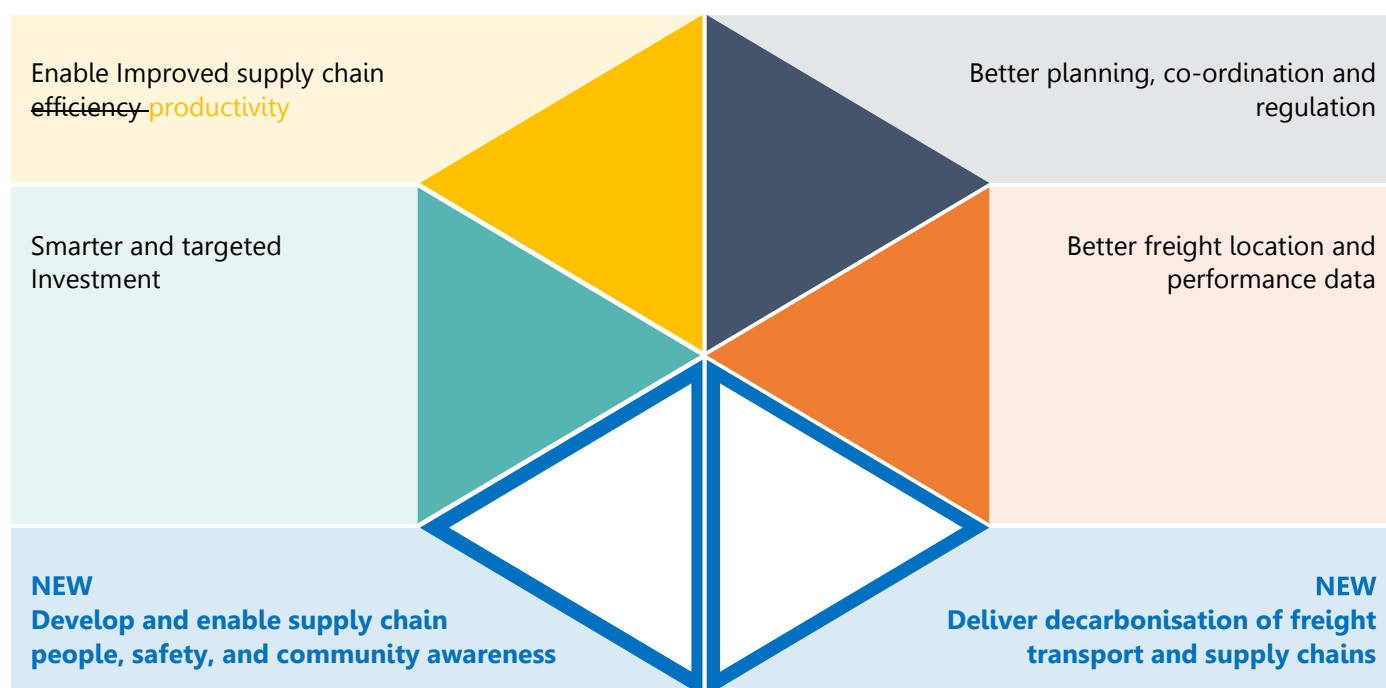 Enable Improved supply chain
efficiency productivity
Better planning, co-ordination and
regulation
Smarter and targeted
Investment
Better freight location and
performance data
NEW
Develop and enable supply chain
people, safety, and community awareness
NEW
Deliver decarbonisation of freight
transport and supply chains